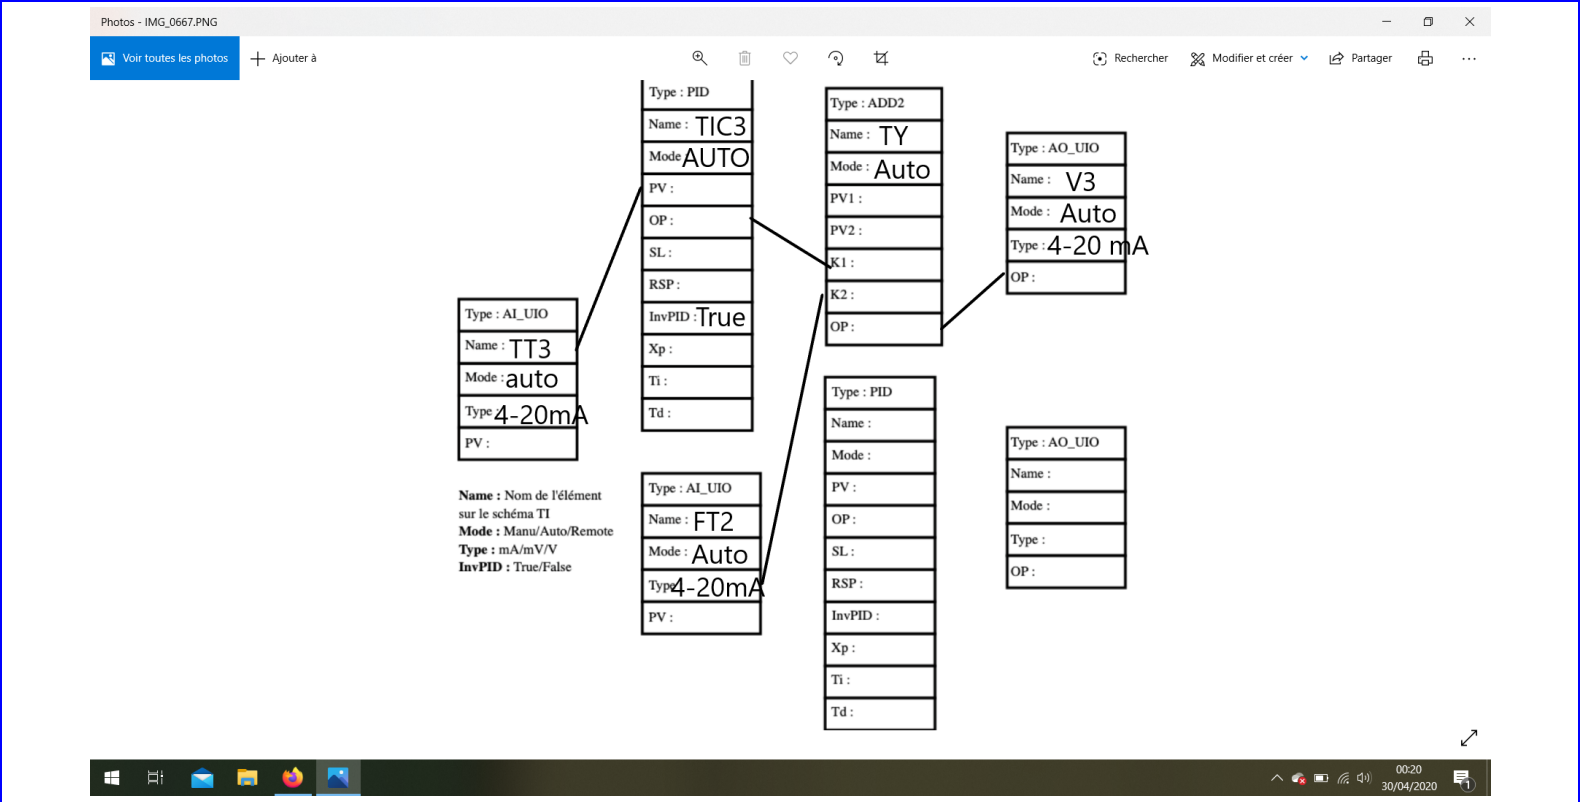 Photos - IMG_0667.PNG
Voir toutes les photos
Ajouter à
Rechercher
Modifier et créer
Partager
Type : PID
Name : TIC3
Mode AUTO
PV :
OP :
SL :
RSP :
InvPID : True
Xp :
Ti :
Td :
Type : ADD2
Name : TY
Mode : Auto
PV1 :
PV2 :
K1 :
K2 :
OP :
Type : AO_UIO
Name : V3
Mode : Auto
Type : 4-20 mA
OP :
Type : AI_UIO
Name : TT3
Mode : auto
Type : 4-20mA
PV :
Name : Nom de l'élément
sur le schéma TI
Mode : Manu/Auto/Remote
Type : mA/mV/V
InvPID : True/False
Type : AI_UIO
Name : FT2
Mode : Auto
Type 4-20mA
PV :
Type : PID
Name :
Mode :
PV :
OP :
SL :
RSP :
InvPID :
Xp :
Ti :
Td :
Type : AO_UIO
Name :
Mode :
Type :
OP :
00:20
30/04/2020
1